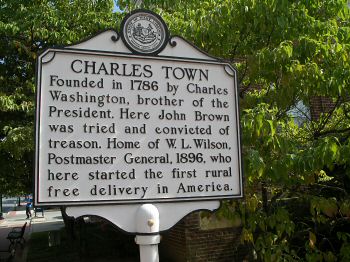 CHARLES TOWN
Founded in 1786 by Charles
Washington, brother of the
President. Here John Brown
was tried and convicted of
treason. Home of W. L. Wilson,
Postmaster General, 1896, who
here started the first rural
free delivery in America.